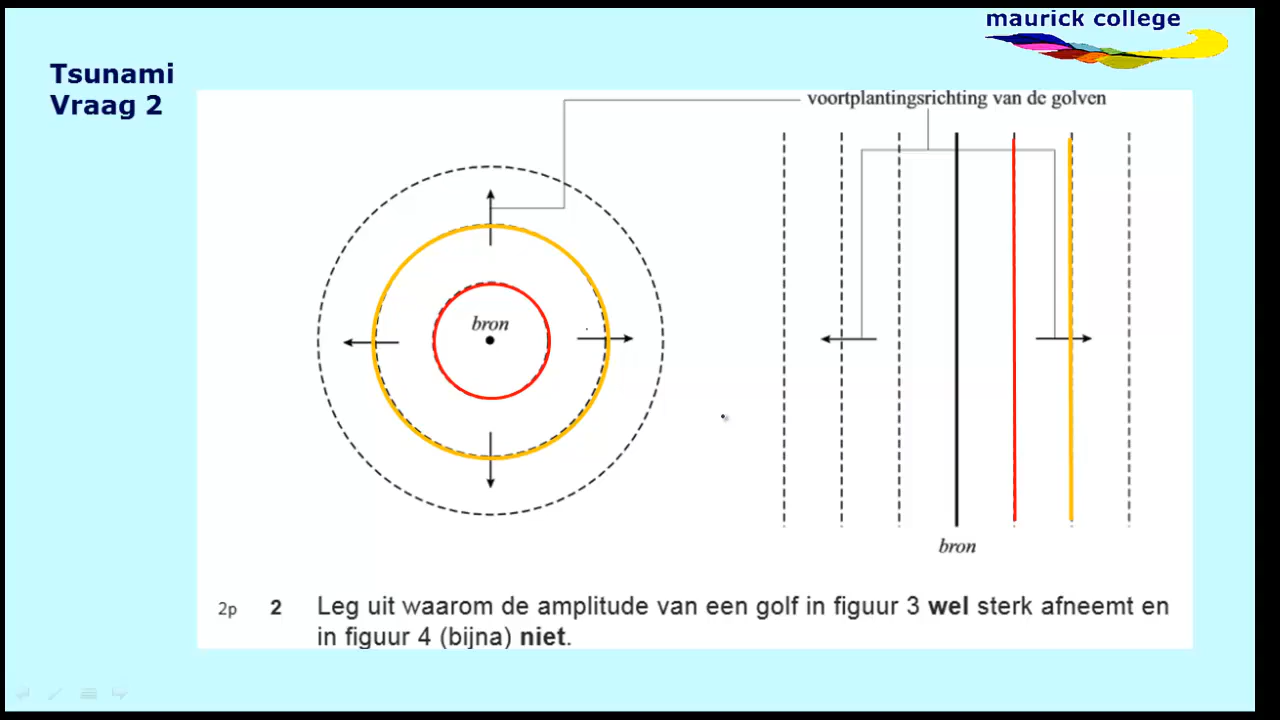 maurick college
Tsunami
Vraag 2
voortplantingsrichting van de golven
bron
bron
2p 2 Leg uit waarom de amplitude van een golf in figuur 3 wel sterk afneemt en
in figuur 4 (bijna) niet.